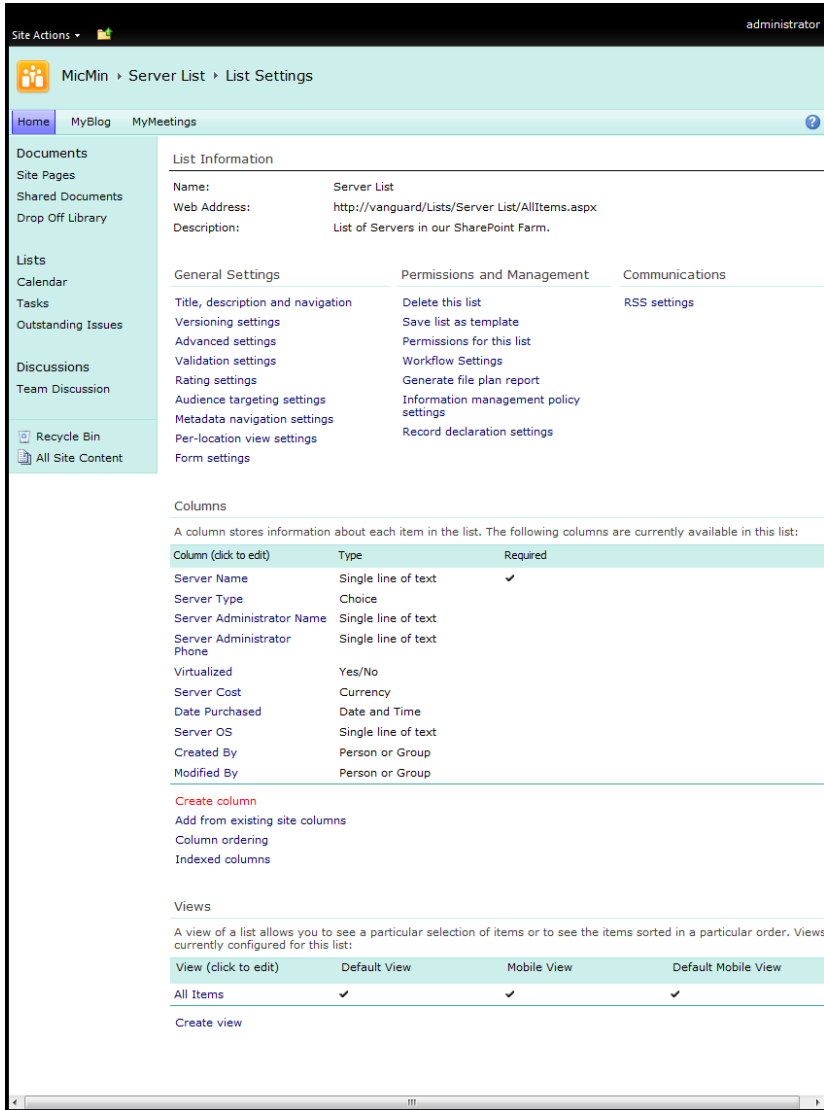 administrator
Site Actions
MicMin Server List List Settings
Home MyBlog MyMeetings
Documents
Site Pages
Shared Documents
Drop Off Library
Lists
Calendar
Tasks
Outstanding Issues
Discussions
Team Discussion
Recycle Bin
All Site Content
List Information
Name: Server List
Web Address: http://vanguard/Lists/Server List/AllItems.aspx
Description: List of Servers in our SharePoint Farm.
General Settings
Title, description and navigation
Versioning settings
Advanced settings
Validation settings
Rating settings
Audience targeting settings
Metadata navigation settings
Per-location view settings
Form settings
Permissions and Management
Delete this list
Save list as template
Permissions for this list
Workflow Settings
Generate file plan report
Information management policy
settings
Record declaration settings
Communications
RSS settings
Columns
A column stores information about each item in the list. The following columns are currently available in this list:
Column (click to edit) Type Required
Server Name Single line of text ✔
Server Type Choice
Server Administrator Name Single line of text
Server Administrator Single line of text
Phone
Virtualized Yes/No
Server Cost Currency
Date Purchased Date and Time
Server OS Single line of text
Created By Person or Group
Modified By Person or Group
Create column
Add from existing site columns
Column ordering
Indexed columns
Views
A view of a list allows you to see a particular selection of items or to see the items sorted in a particular order. Views
currently configured for this list:
View (click to edit) Default View Mobile View Default Mobile View
All Items ✔ ✔ ✔
Create view